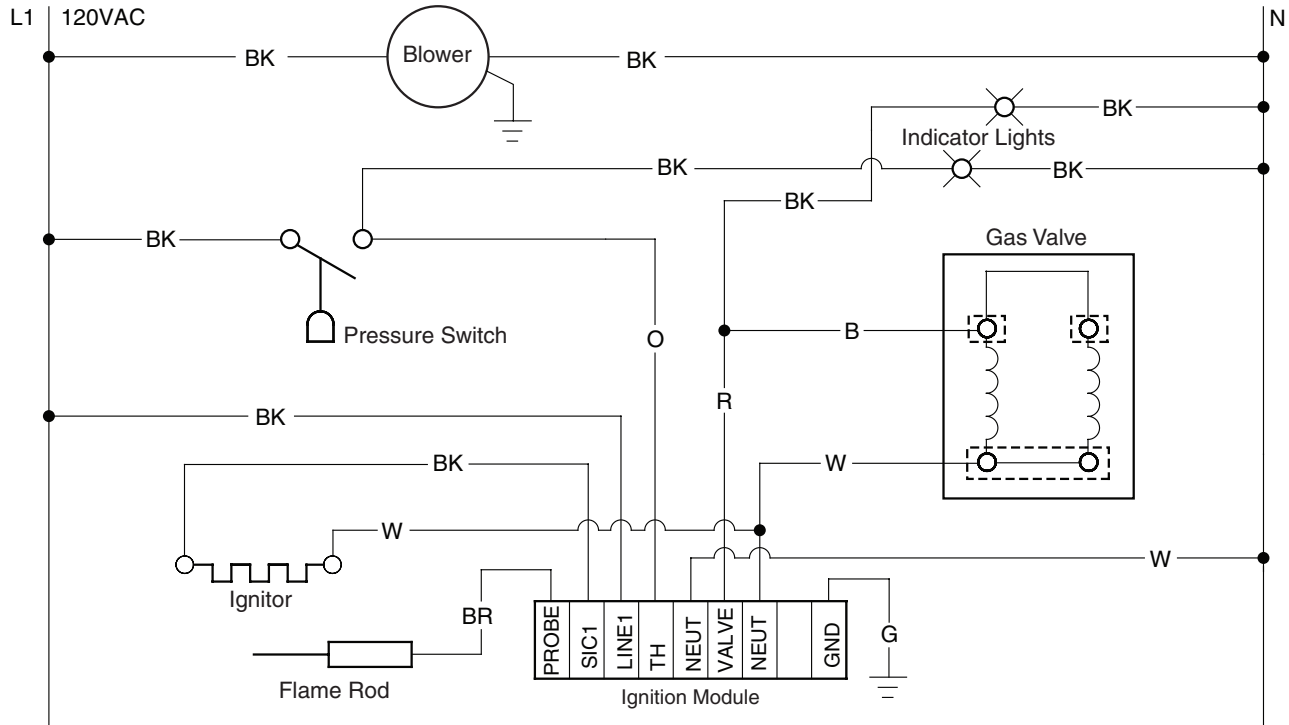 L1 120VAC N
BK Blower BK
BK
Indicator Lights
BK BK
BK
BK
Gas Valve
Pressure Switch
O
B
R
BK
BK
W
W
W
Ignitor
BR
PROBE
SIC1
LINE1
TH
NEUT
VALVE
NEUT
GND
G
Flame Rod
Ignition Module